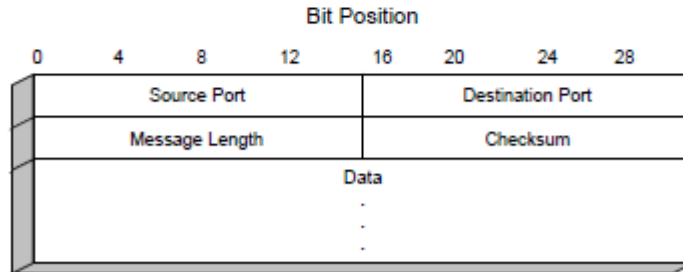 Bit Position
0 4 8 12 16 20 24 28
Source Port Destination Port
Message Length Checksum
Data
.
.
.